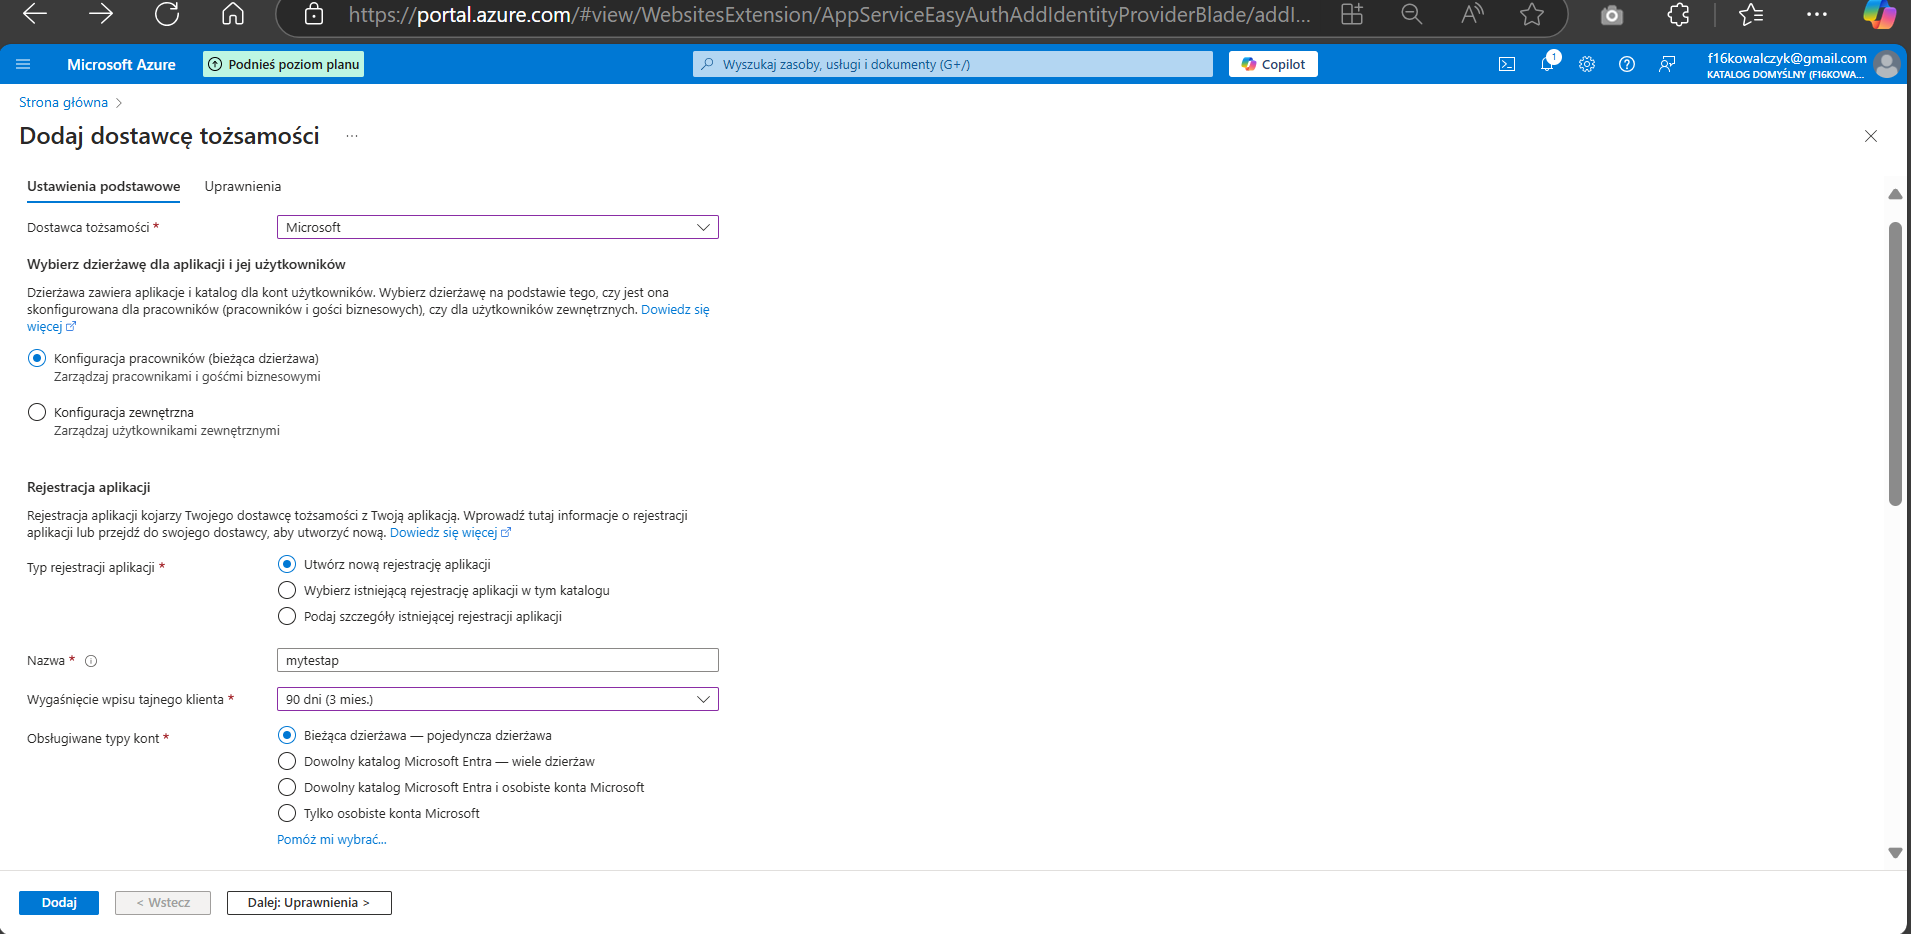 https://portal.azure.com/#view/WebsitesExtension/AppServiceEasyAuthAddIdentityProviderBlade/addI...
Microsoft Azure
Podnieś poziom planu
Wyszukaj zasoby, usługi i dokumenty (G+/)
Copilot
1
f16kowalczyk@gmail.com
KATALOG DOMYŚLNY (F16KOWA...
Strona główna >
Dodaj dostawcę tożsamości ...
Ustawienia podstawowe
Uprawnienia
Dostawca tożsamości *
Microsoft
Wybierz dzierżawę dla aplikacji i jej użytkowników
Dzierżawa zawiera aplikacje i katalog dla kont użytkowników. Wybierz dzierżawę na podstawie tego, czy jest ona
skonfigurowana dla pracowników (pracowników i gości biznesowych), czy dla użytkowników zewnętrznych. Dowiedz się
więcej
Konfiguracja pracowników (bieżąca dzierżawa)
Zarządzaj pracownikami i gośćmi biznesowymi
Konfiguracja zewnętrzna
Zarządzaj użytkownikami zewnętrznymi
Rejestracja aplikacji
Rejestracja aplikacji kojarzy Twojego dostawcę tożsamości z Twoją aplikacją. Wprowadź tutaj informacje o rejestracji
aplikacji lub przejdź do swojego dostawcy, aby utworzyć nową. Dowiedz się więcej
Typ rejestracji aplikacji *
Utwórz nową rejestrację aplikacji
Wybierz istniejącą rejestrację aplikacji w tym katalogu
Podaj szczegóły istniejącej rejestracji aplikacji
Nazwa *
mytestap
Wygaśnięcie wpisu tajnego klienta *
90 dni (3 mies.)
Obsługiwane typy kont *
Bieżąca dzierżawa — pojedyncza dzierżawa
Dowolny katalog Microsoft Entra — wiele dzierżaw
Dowolny katalog Microsoft Entra i osobiste konta Microsoft
Tylko osobiste konta Microsoft
Pomóż mi wybrać...
Dodaj
< Wstecz
Dalej: Uprawnienia >